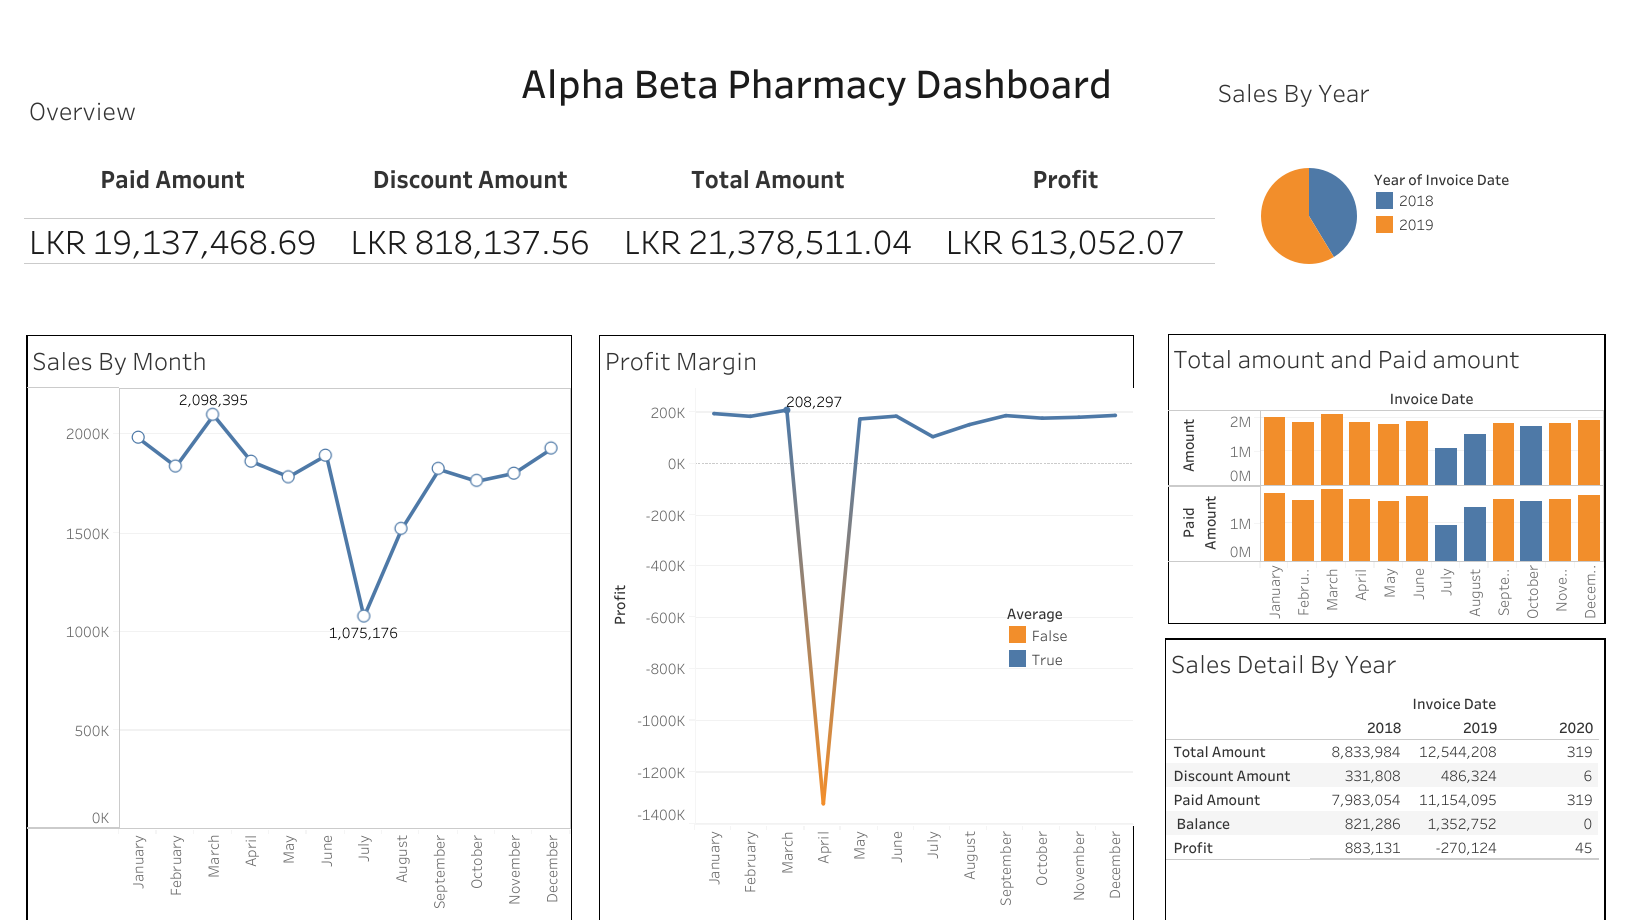 Alpha Beta Pharmacy Dashboard
Overview
Sales By Year
Paid Amount Discount Amount Total Amount Profit
LKR 19,137,468.69 LKR 818,137.56 LKR 21,378,511.04 LKR 613,052.07
Year of Invoice Date
2018
2019
Sales By Month
2,098,395
2000K
1500K
1000K
1,075,176
500K
0K
January February March April May June July August September October November December
Profit Margin
208,297
200K
0K
-200K
-400K
-600K
-800K
-1000K
-1200K
-1400K
Profit
Average
False
True
January February March April May June July August September October November December
Total amount and Paid amount
Invoice Date
Amount
2M
1M
0M
Paid
Amount
1M
0M
January Febru.. March April May June July August Septe.. October Nove.. Decem..
Sales Detail By Year
Invoice Date
2018 2019 2020
Total Amount 8,833,984 12,544,208 319
Discount Amount 331,808 486,324 6
Paid Amount 7,983,054 11,154,095 319
Balance 821,286 1,352,752 0
Profit 883,131 -270,124 45